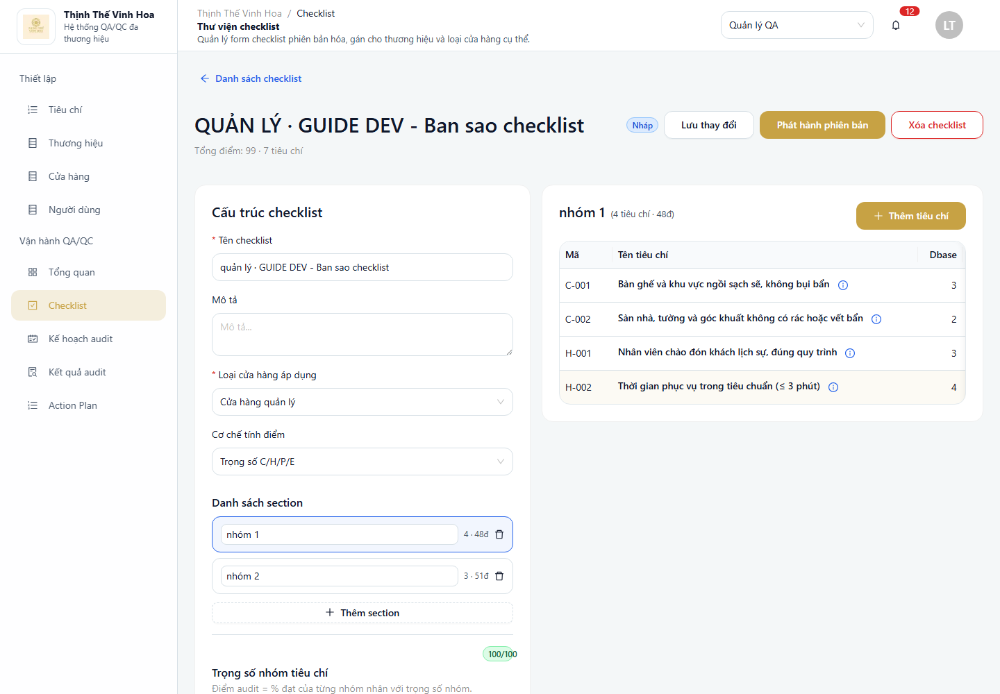 Thịnh Thế Vinh Hoa
Hệ thống QA/QC đa
thương hiệu
Thiết lập
Tiêu chí
Thương hiệu
Cửa hàng
Người dùng
Vận hành QA/QC
Tổng quan
Checklist
Kế hoạch audit
Kết quả audit
Action Plan
Thịnh Thế Vinh Hoa / Checklist
Thư viện checklist
Quản lý form checklist phiên bản hóa, gán cho thương hiệu và loại cửa hàng cụ thể.
Quản lý QA
12
LT
Danh sách checklist
QUẢN LÝ · GUIDE DEV - Ban sao checklist
Tổng điểm: 99 · 7 tiêu chí
Nháp
Lưu thay đổi
Phát hành phiên bản
Xóa checklist
Cấu trúc checklist
* Tên checklist
quản lý · GUIDE DEV - Ban sao checklist
Mô tả
Mô tả...
* Loại cửa hàng áp dụng
Cửa hàng quản lý
Cơ chế tính điểm
Trọng số C/H/P/E
Danh sách section
nhóm 1 4 · 48đ
nhóm 2 3 · 51đ
Thêm section
100/100
Trọng số nhóm tiêu chí
Điểm audit = % đạt của từng nhóm nhân với trọng số nhóm.
nhóm 1 (4 tiêu chí · 48đ)
Thêm tiêu chí
Mã Tên tiêu chí Dbase
C-001 Bàn ghế và khu vực ngồi sạch sẽ, không bụi bẩn 3
C-002 Sàn nhà, tường và góc khuất không có rác hoặc vết bẩn 2
H-001 Nhân viên chào đón khách lịch sự, đúng quy trình 3
H-002 Thời gian phục vụ trong tiêu chuẩn (≤ 3 phút) 4